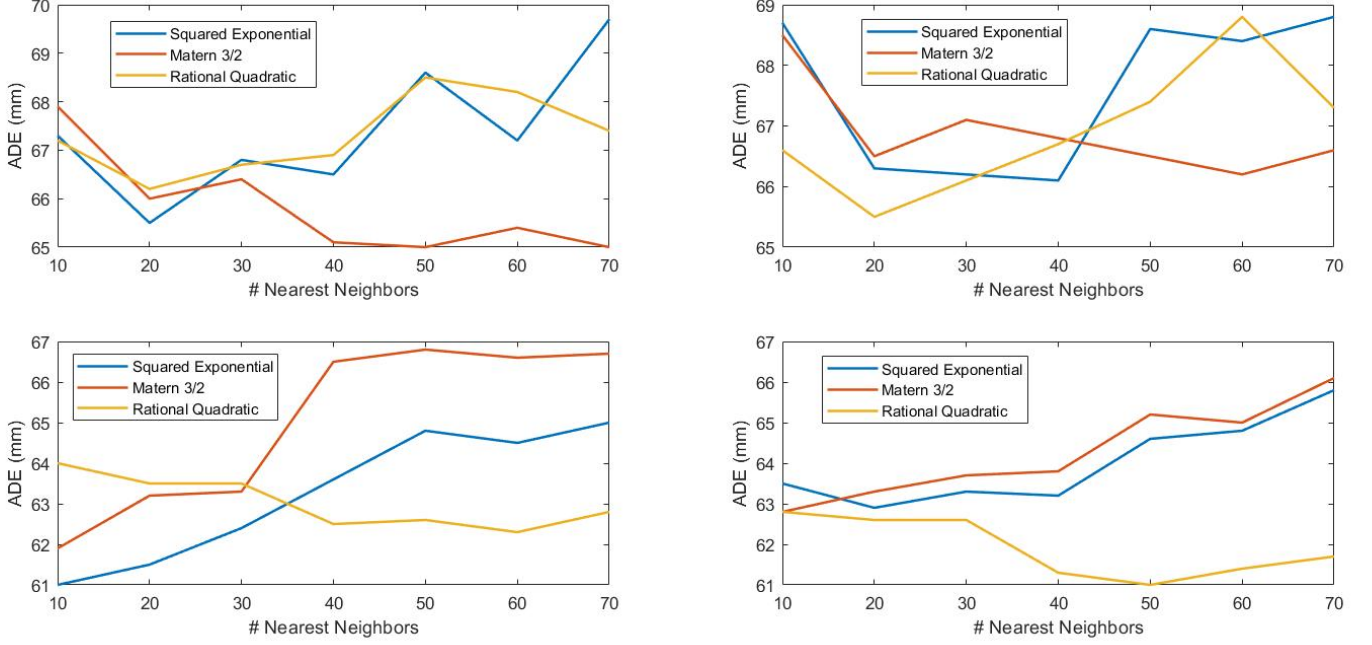 70
69
68
67
66
65
ADE (mm)
Squared Exponential
Matern 3/2
Rational Quadratic
10 20 30 40 50 60 70
# Nearest Neighbors
69
68
67
66
65
ADE (mm)
Squared Exponential
Matern 3/2
Rational Quadratic
10 20 30 40 50 60 70
# Nearest Neighbors
67
66
65
64
63
62
61
ADE (mm)
Squared Exponential
Matern 3/2
Rational Quadratic
10 20 30 40 50 60 70
# Nearest Neighbors
67
66
65
64
63
62
61
ADE (mm)
Squared Exponential
Matern 3/2
Rational Quadratic
10 20 30 40 50 60 70
# Nearest Neighbors